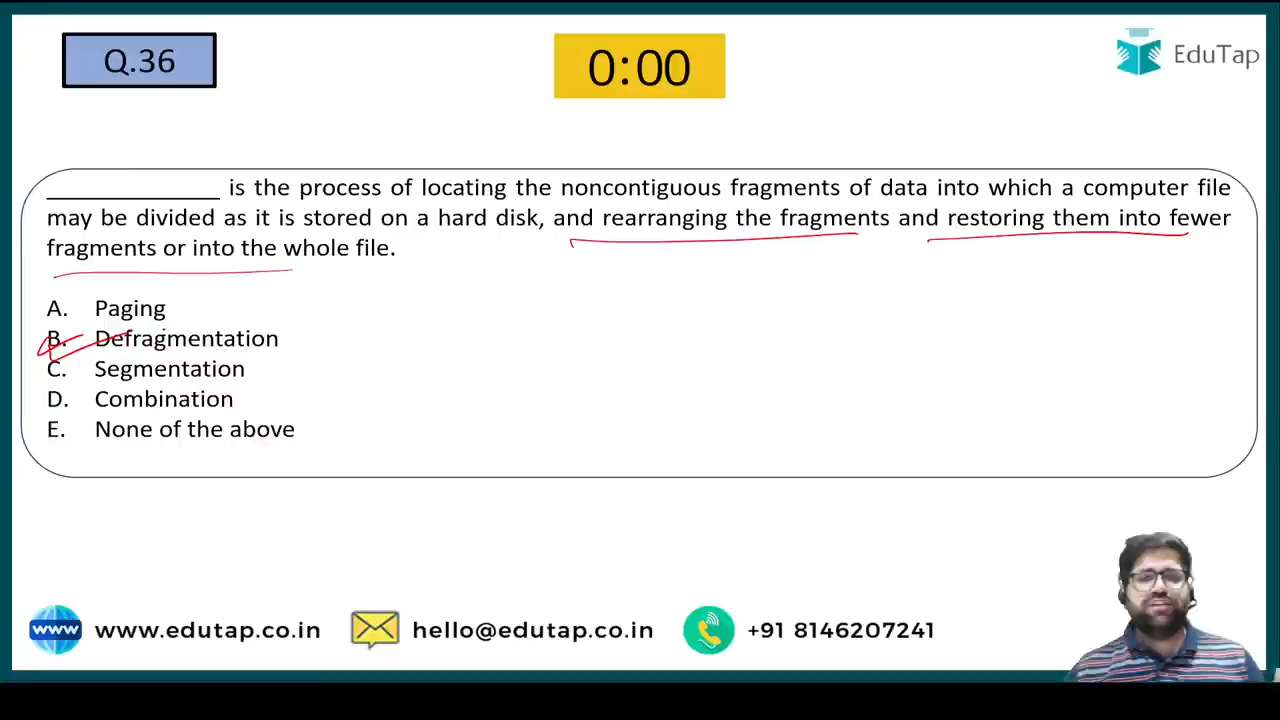 Q.36
0:00
EduTap
____________ is the process of locating the noncontiguous fragments of data into which a computer file
may be divided as it is stored on a hard disk, and rearranging the fragments and restoring them into fewer
fragments or into the whole file.
A. Paging
B. Defragmentation
C. Segmentation
D. Combination
E. None of the above
www www.edutap.co.in hello@edutap.co.in +91 8146207241